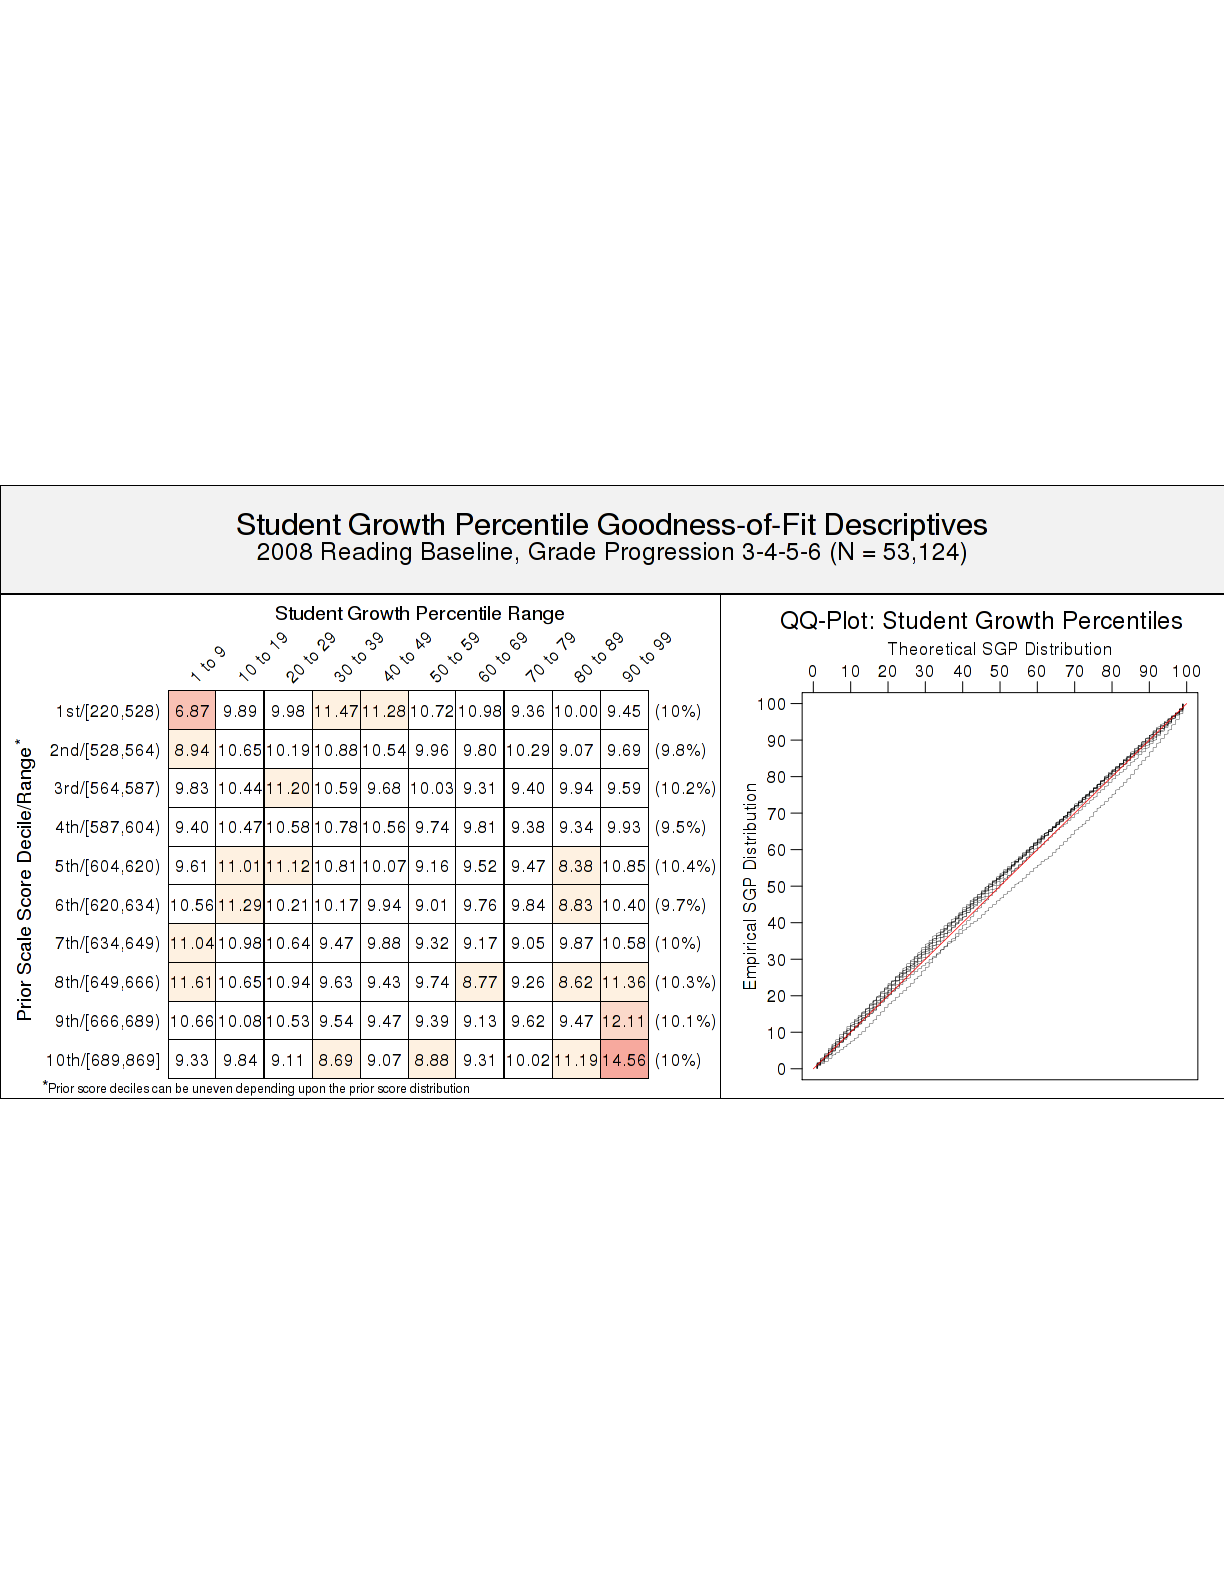 Student Growth Percentile Goodness-of-Fit Descriptives
2008 Reading Baseline, Grade Progression 3-4-5-6 (N = 53,124)
Student Growth Percentile Range
1 to 9 10 to 19 20 to 29 30 to 39 40 to 49 50 to 59 60 to 69 70 to 79 80 to 89 90 to 99
Prior Scale Score Decile/Range*
1st/[220,528) 6.87 9.89 9.98 11.47 11.28 10.72 10.98 9.36 10.00 9.45 (10%)
2nd/[528,564) 8.94 10.65 10.19 10.88 10.54 9.96 9.80 10.29 9.07 9.69 (9.8%)
3rd/[564,587) 9.83 10.44 11.20 10.59 9.68 10.03 9.31 9.40 9.94 9.59 (10.2%)
4th/[587,604) 9.40 10.47 10.58 10.78 10.56 9.74 9.81 9.38 9.34 9.93 (9.5%)
5th/[604,620) 9.61 11.01 11.12 10.81 10.07 9.16 9.52 9.47 8.38 10.85 (10.4%)
6th/[620,634) 10.56 11.29 10.21 10.17 9.94 9.01 9.76 9.84 8.83 10.40 (9.7%)
7th/[634,649) 11.04 10.98 10.64 9.47 9.88 9.32 9.17 9.05 9.87 10.58 (10%)
8th/[649,666) 11.61 10.65 10.94 9.63 9.43 9.74 8.77 9.26 8.62 11.36 (10.3%)
9th/[666,689) 10.66 10.08 10.53 9.54 9.47 9.39 9.13 9.62 9.47 12.11 (10.1%)
10th/[689,869] 9.33 9.84 9.11 8.69 9.07 8.88 9.31 10.02 11.19 14.56 (10%)
*Prior score deciles can be uneven depending upon the prior score distribution
QQ-Plot: Student Growth Percentiles
Theoretical SGP Distribution
0 10 20 30 40 50 60 70 80 90 100
Empirical SGP Distribution
100
90
80
70
60
50
40
30
20
10
0